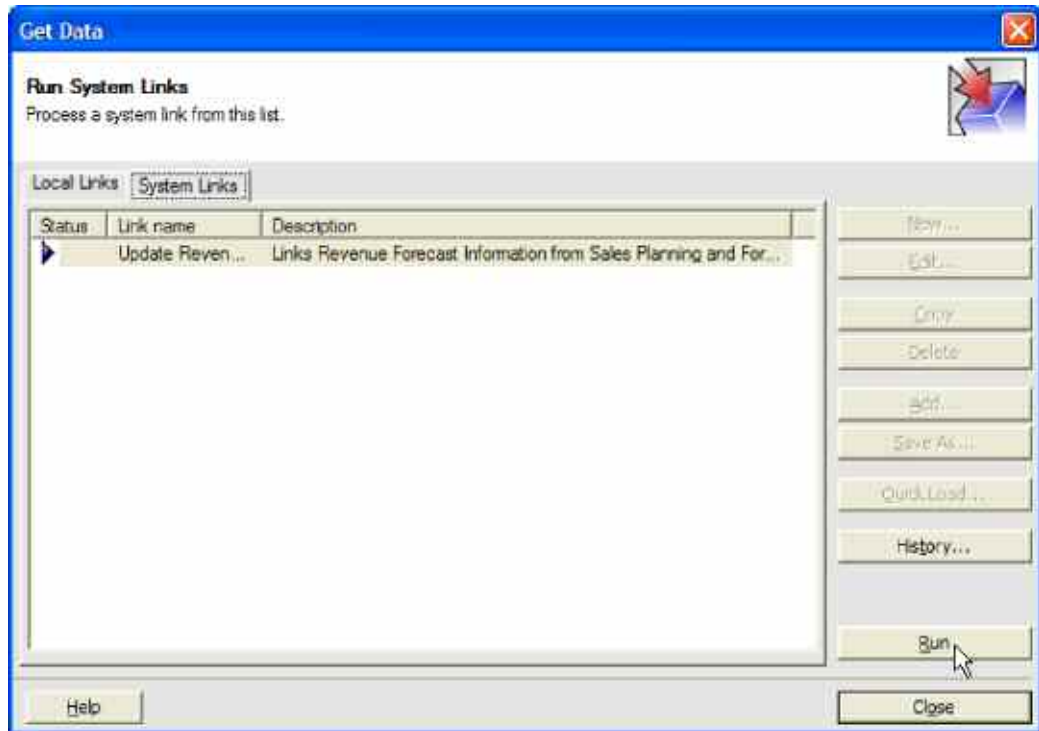 Get Data
Run System Links
Process a system link from this list.
Local Links System Links
Status Link name Description
Update Reven... Links Revenue Forecast Information from Sales Planning and For...
New...
Edit...
Copy
Delete
Add...
Save As...
Quick Load...
History...
Run
Help
Close